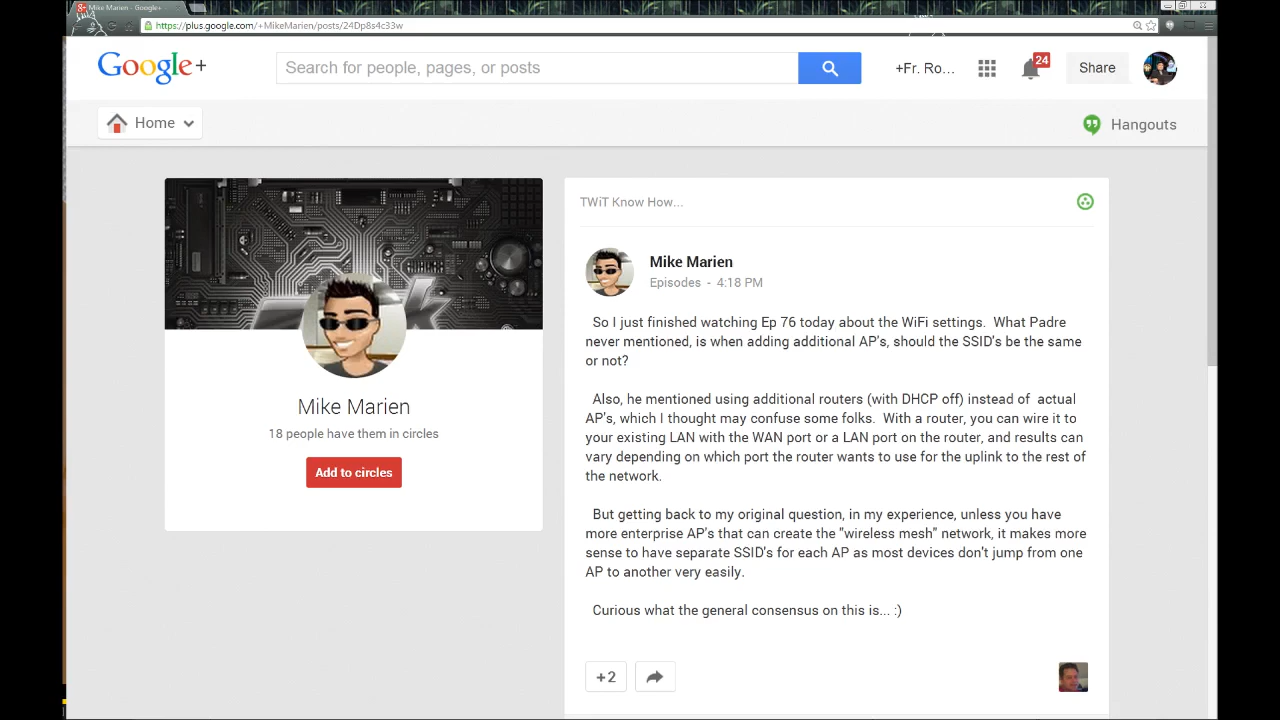 Mike Marien - Google+
https://plus.google.com/+MikeMarien/posts/24Dp8s4c33w
Google+
Search for people, pages, or posts
+Fr. Ro...
24
Share
Home
Hangouts
Mike Marien
18 people have them in circles
Add to circles
TWiT Know How...
Mike Marien
Episodes - 4:18 PM
So I just finished watching Ep 76 today about the WiFi settings. What Padre
never mentioned, is when adding additional AP's, should the SSID's be the same
or not?
Also, he mentioned using additional routers (with DHCP off) instead of actual
AP's, which I thought may confuse some folks. With a router, you can wire it to
your existing LAN with the WAN port or a LAN port on the router, and results can
vary depending on which port the router wants to use for the uplink to the rest of
the network.
But getting back to my original question, in my experience, unless you have
more enterprise AP's that can create the "wireless mesh" network, it makes more
sense to have separate SSID's for each AP as most devices don't jump from one
AP to another very easily.
Curious what the general consensus on this is... :)
+2